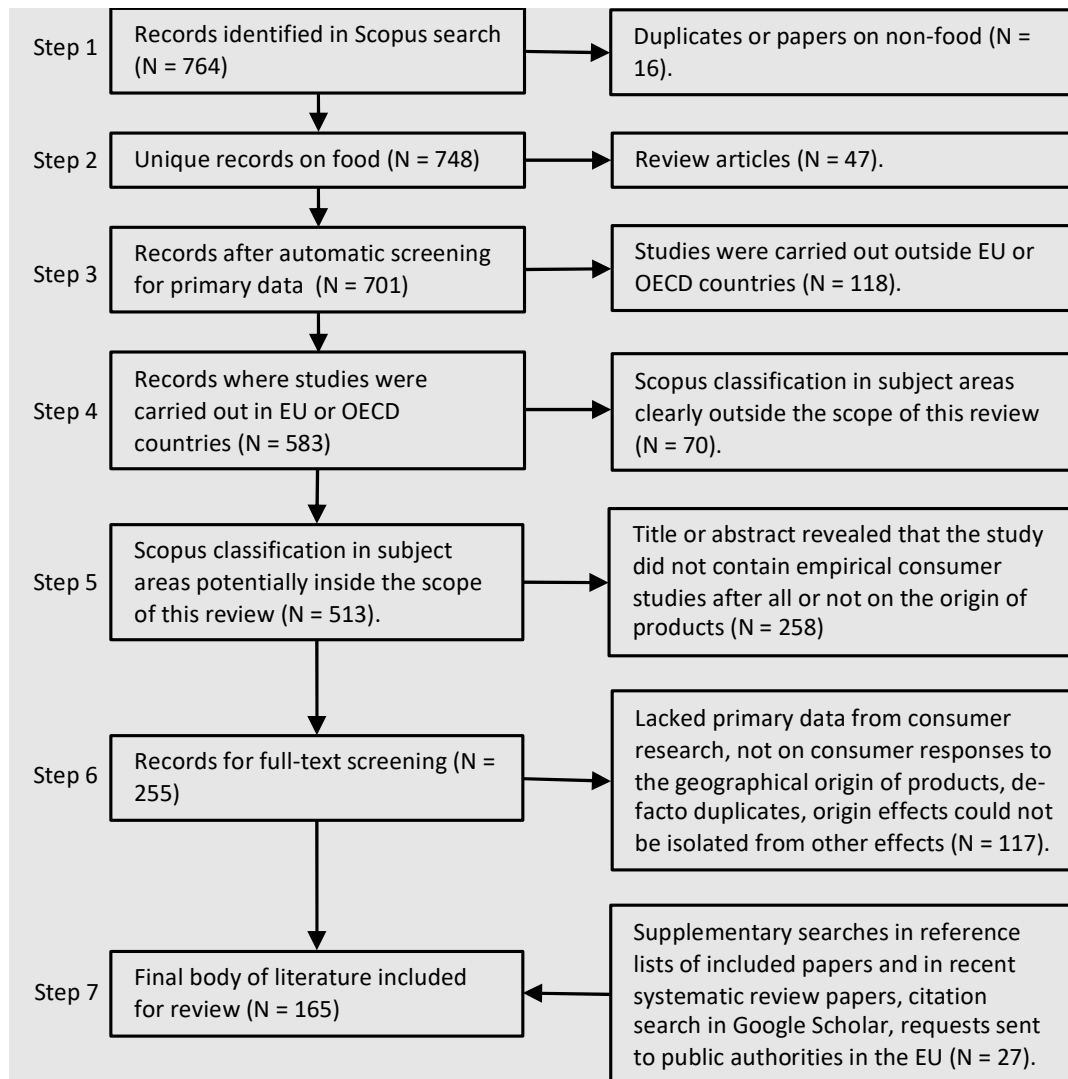 Step 1
Records identified in Scopus search
(N = 764)
Duplicates or papers on non-food (N =
16).
Step 2
Unique records on food (N = 748)
Review articles (N = 47).
Step 3
Records after automatic screening
for primary data (N = 701)
Studies were carried out outside EU or
OECD countries (N = 118).
Step 4
Records where studies were
carried out in EU or OECD
countries (N = 583)
Scopus classification in subject areas
clearly outside the scope of this review
(N = 70).
Step 5
Scopus classification in subject
areas potentially inside the scope
of this review (N = 513).
Title or abstract revealed that the study
did not contain empirical consumer
studies after all or not on the origin of
products (N = 258)
Step 6
Records for full-text screening (N =
255)
Lacked primary data from consumer
research, not on consumer responses to
the geographical origin of products, de-
facto duplicates, origin effects could not
be isolated from other effects (N = 117).
Step 7
Final body of literature included
for review (N = 165)
Supplementary searches in reference
lists of included papers and in recent
systematic review papers, citation
search in Google Scholar, requests sent
to public authorities in the EU (N = 27).